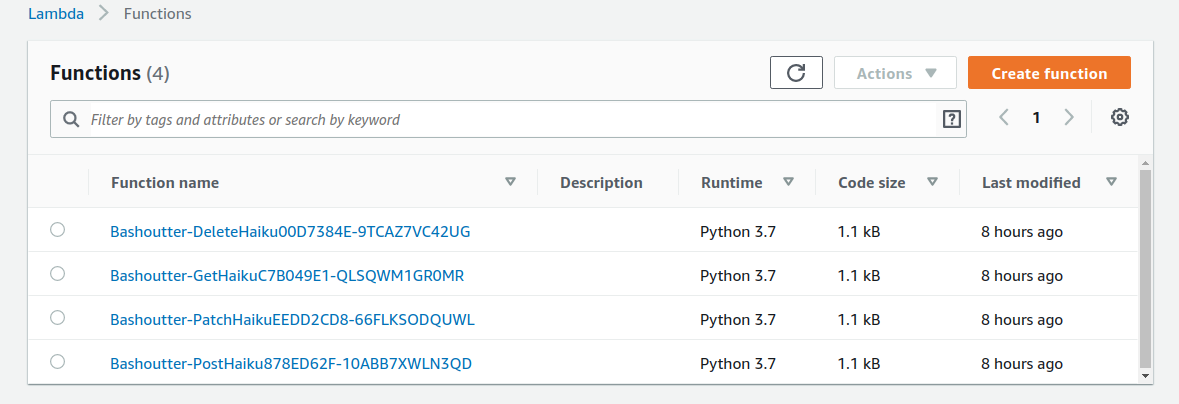 Lambda > Functions
Functions (4) Actions Create function
Filter by tags and attributes or search by keyword ? 1
Function name Description Runtime Code size Last modified
Bashoutter-DeleteHaiku00D7384E-9TCAZ7VC42UG Python 3.7 1.1 kB 8 hours ago
Bashoutter-GetHaikuC7B049E1-QLSQWM1GR0MR Python 3.7 1.1 kB 8 hours ago
Bashoutter-PatchHaikuEEDD2CD8-66FLKSODQUWL Python 3.7 1.1 kB 8 hours ago
Bashoutter-PostHaiku878ED62F-10ABB7XWLN3QD Python 3.7 1.1 kB 8 hours ago